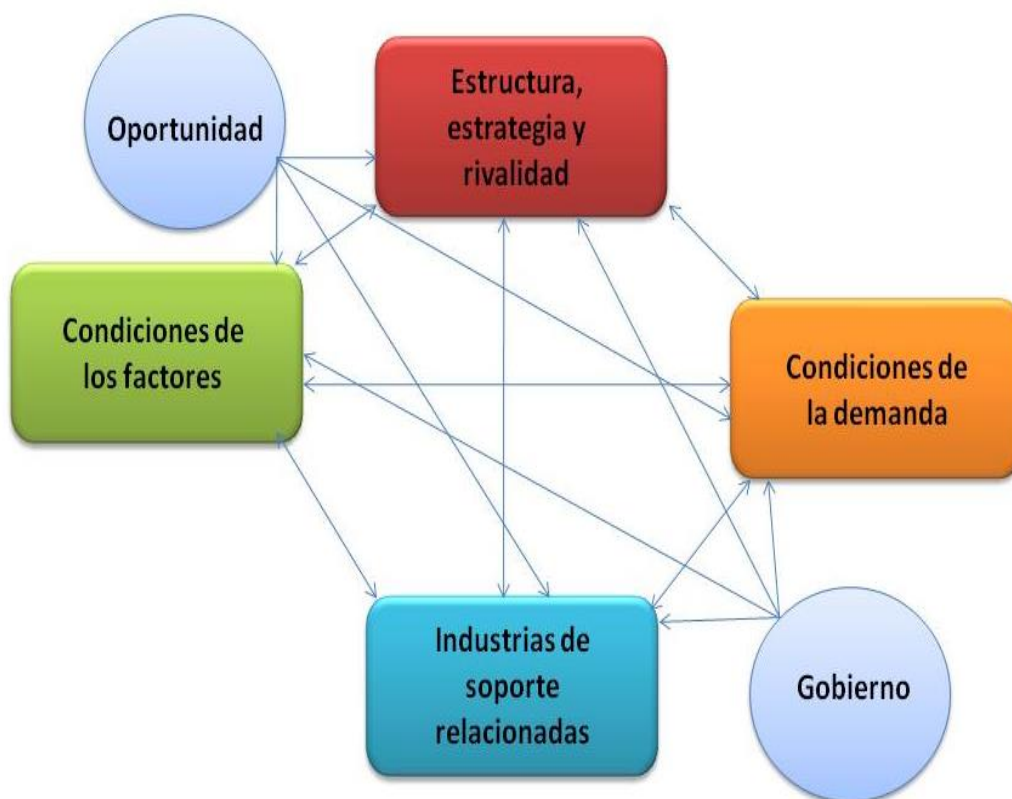 Oportunidad
Estructura,
estrategia y
rivalidad
Condiciones de
los factores
Condiciones de
la demanda
Industrias de
soporte
relacionadas
Gobierno